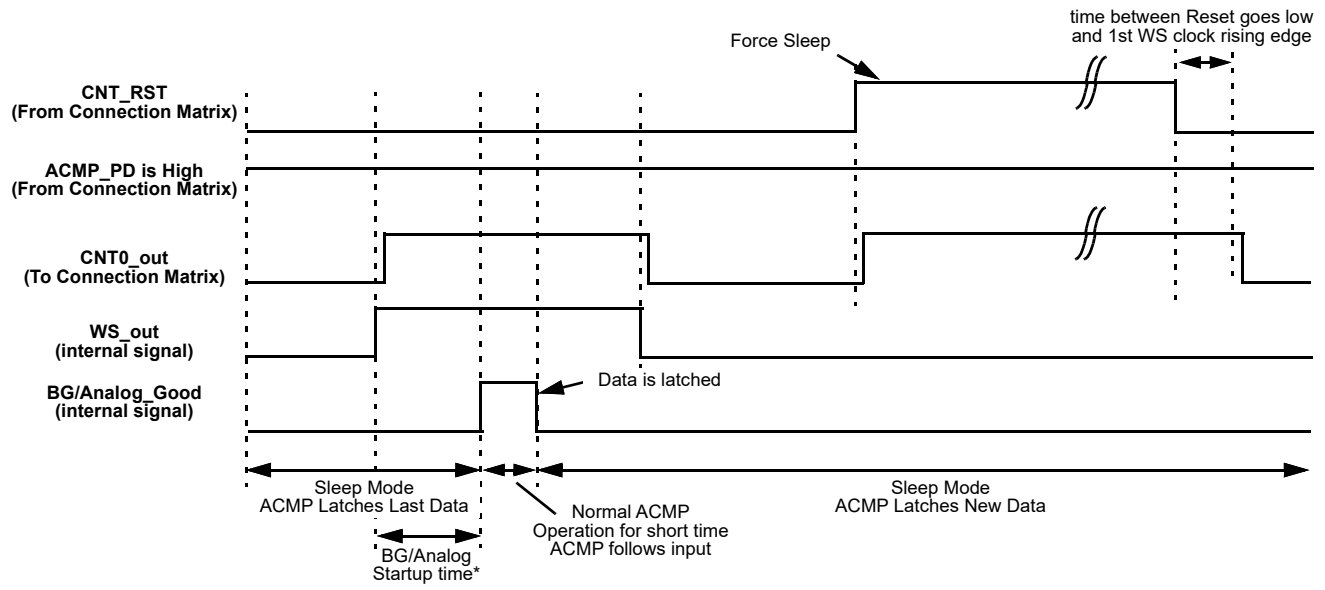 time between Reset goes low
and 1st WS clock rising edge
Force Sleep
CNT_RST
(From Connection Matrix)
ACMP_PD is High
(From Connection Matrix)
CNT0_out
(To Connection Matrix)
WS_out
(internal signal)
Data is latched
BG/Analog_Good
(internal signal)
Sleep Mode
ACMP Latches Last Data
Sleep Mode
ACMP Latches New Data
Normal ACMP
Operation for short time
ACMP follows input
BG/Analog
Startup time*